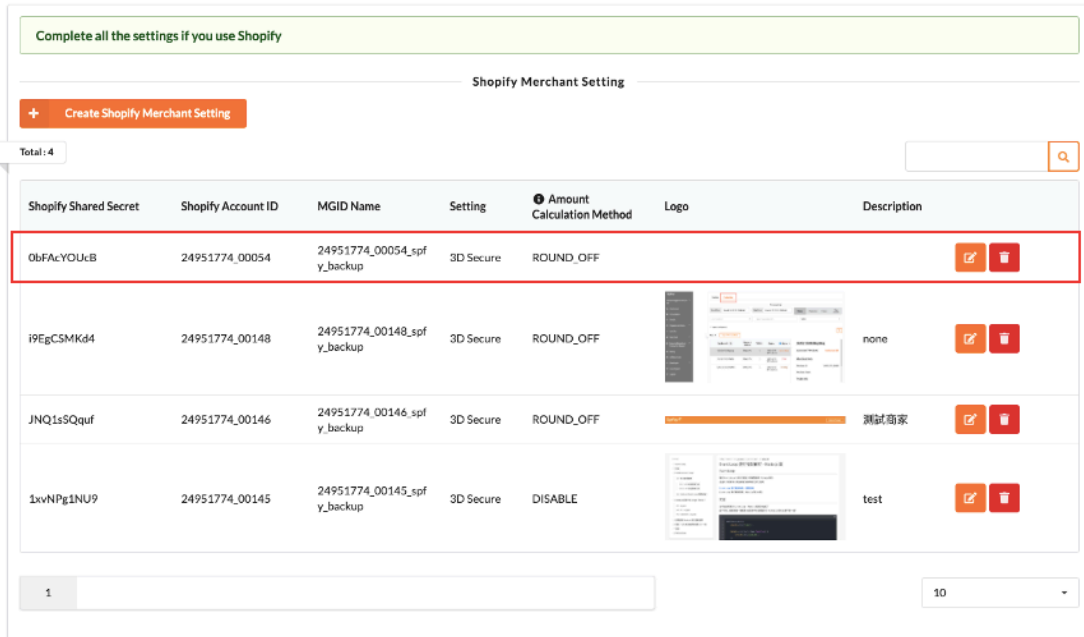 Complete all the settings if you use Shopify
Shopify Merchant Setting
+ Create Shopify Merchant Setting
Total : 4
Shopify Shared Secret Shopify Account ID MGID Name Setting Amount Calculation Method Logo Description
0bFAcYOUcB 24951774_00054 24951774_00054_spf
y_backup 3D Secure ROUND_OFF
i9EgCSMKd4 24951774_00148 24951774_00148_spf
y_backup 3D Secure ROUND_OFF none
JNQ1sSQquf 24951774_00146 24951774_00146_spf
y_backup 3D Secure ROUND_OFF 測試商家
1xvNPg1NU9 24951774_00145 24951774_00145_spf
y_backup 3D Secure DISABLE test
1
10